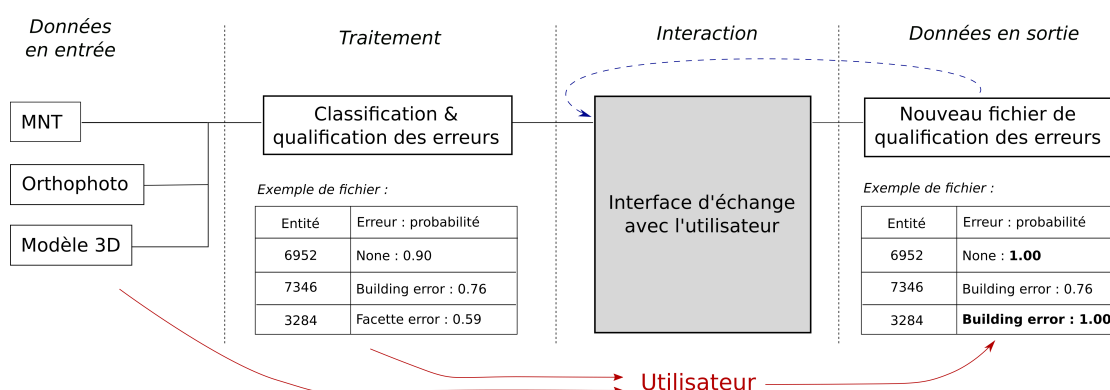 Données
en entrée
Traitement
Interaction
Données en sortie
MNT
Orthophoto
Modèle 3D
Classification &
qualification des erreurs
Exemple de fichier :
Entité Erreur : probabilité
6952 None : 0.90
7346 Building error : 0.76
3284 Facette error : 0.59
Interface d'échange
avec l'utilisateur
Nouveau fichier de
qualification des erreurs
Exemple de fichier :
Entité Erreur : probabilité
6952 None : 1.00
7346 Building error : 0.76
3284 Building error : 1.00
Utilisateur